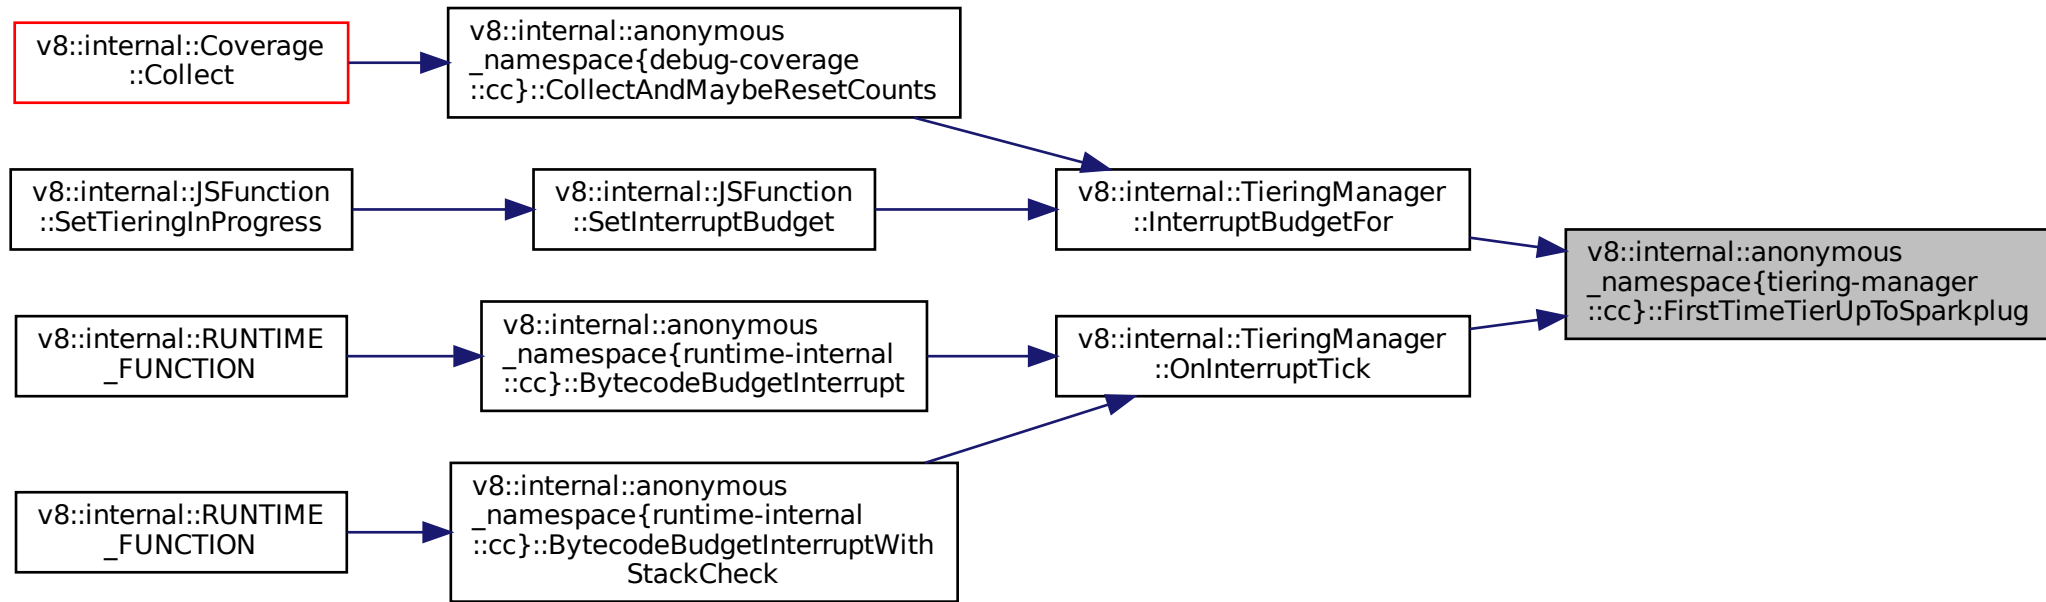 v8::internal::Coverage
::Collect
v8::internal::anonymous
_namespace{debug-coverage
::cc}::CollectAndMaybeResetCounts
v8::internal::JSFunction
::SetTieringInProgress
v8::internal::JSFunction
::SetInterruptBudget
v8::internal::TieringManager
::InterruptBudgetFor
v8::internal::anonymous
_namespace{tiering-manager
::cc}::FirstTimeTierUpToSparkplug
v8::internal::RUNTIME
_FUNCTION
v8::internal::anonymous
_namespace{runtime-internal
::cc}::BytecodeBudgetInterrupt
v8::internal::TieringManager
::OnInterruptTick
v8::internal::RUNTIME
_FUNCTION
v8::internal::anonymous
_namespace{runtime-internal
::cc}::BytecodeBudgetInterruptWith
StackCheck